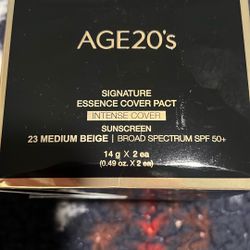 AGE20's
SIGNATURE
ESSENCE COVER PACT
INTENSE COVER
SUNSCREEN
23 MEDIUM BEIGE | BROAD SPECTRUM SPF 50+
14 g X 2 ea
(0.49 oz. X 2 ea)